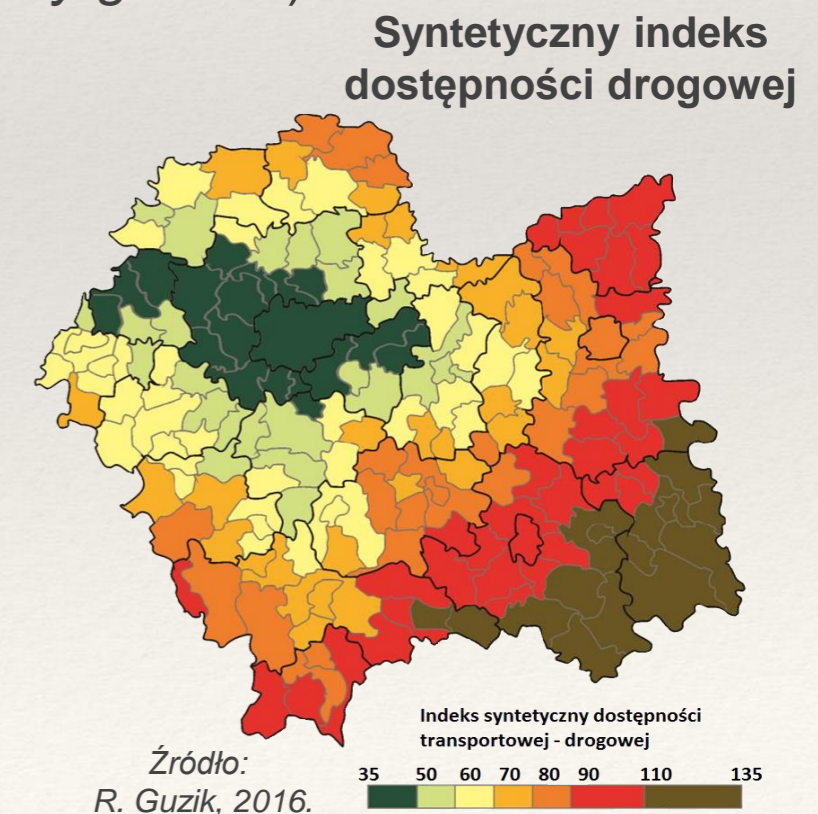 Syntetyczny indeks
dostępności drogowej
Indeks syntetyczny dostępności
transportowej - drogowej
35 50 60 70 80 90 110 135
Źródło:
R. Guzik, 2016.